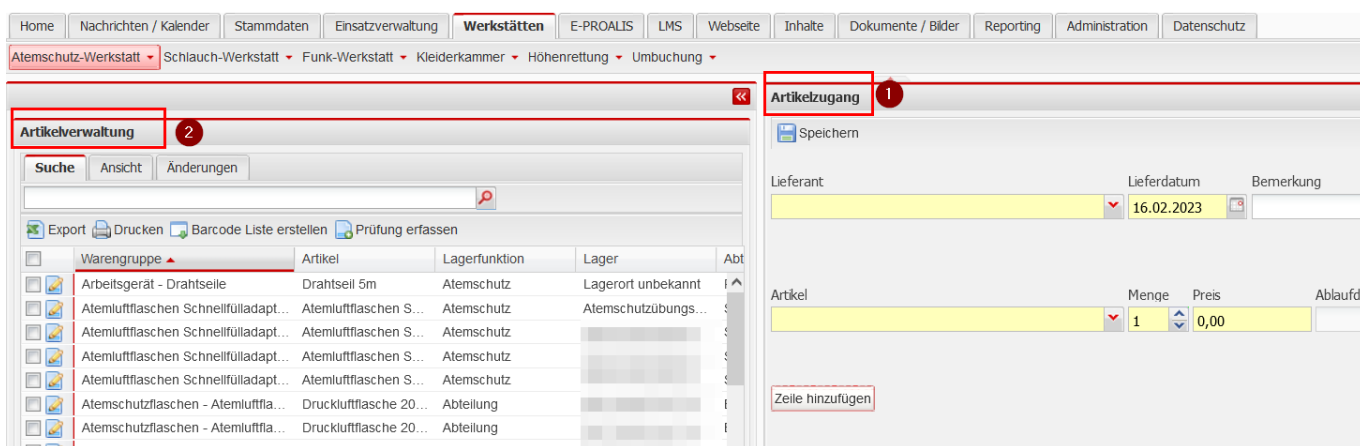 Home Nachrichten / Kalender Stammdaten Einsatzverwaltung Werkstätten E-PROALIS LMS Webseite Inhalte Dokumente / Bilder Reporting Administration Datenschutz
Atemschutz-Werkstatt Schlauch-Werkstatt Funk-Werkstatt Kleiderkammer Höhenrettung Umbuchung
Artikelverwaltung 2
Suche Ansicht Änderungen
Export Drucken Barcode Liste erstellen Prüfung erfassen
Warengruppe Artikel Lagerfunktion Lager Abt
Arbeitsgerät - Drahtseile Drahtseil 5m Atemschutz Lagerort unbekannt
Atemluftflaschen Schnellfülladapt... Atemluftflaschen S... Atemschutz Atemschutzübungs...
Atemluftflaschen Schnellfülladapt... Atemluftflaschen S... Atemschutz
Atemluftflaschen Schnellfülladapt... Atemluftflaschen S... Atemschutz
Atemluftflaschen Schnellfülladapt... Atemluftflaschen S... Atemschutz
Atemschutzflaschen - Atemluftfla... Druckluftflasche 20... Abteilung
Atemschutzflaschen - Atemluftfla... Druckluftflasche 20... Abteilung
Artikelzugang 1
Speichern
Lieferant Lieferdatum Bemerkung
16.02.2023
Artikel Menge Preis Ablaufd
1 0,00
Zeile hinzufügen